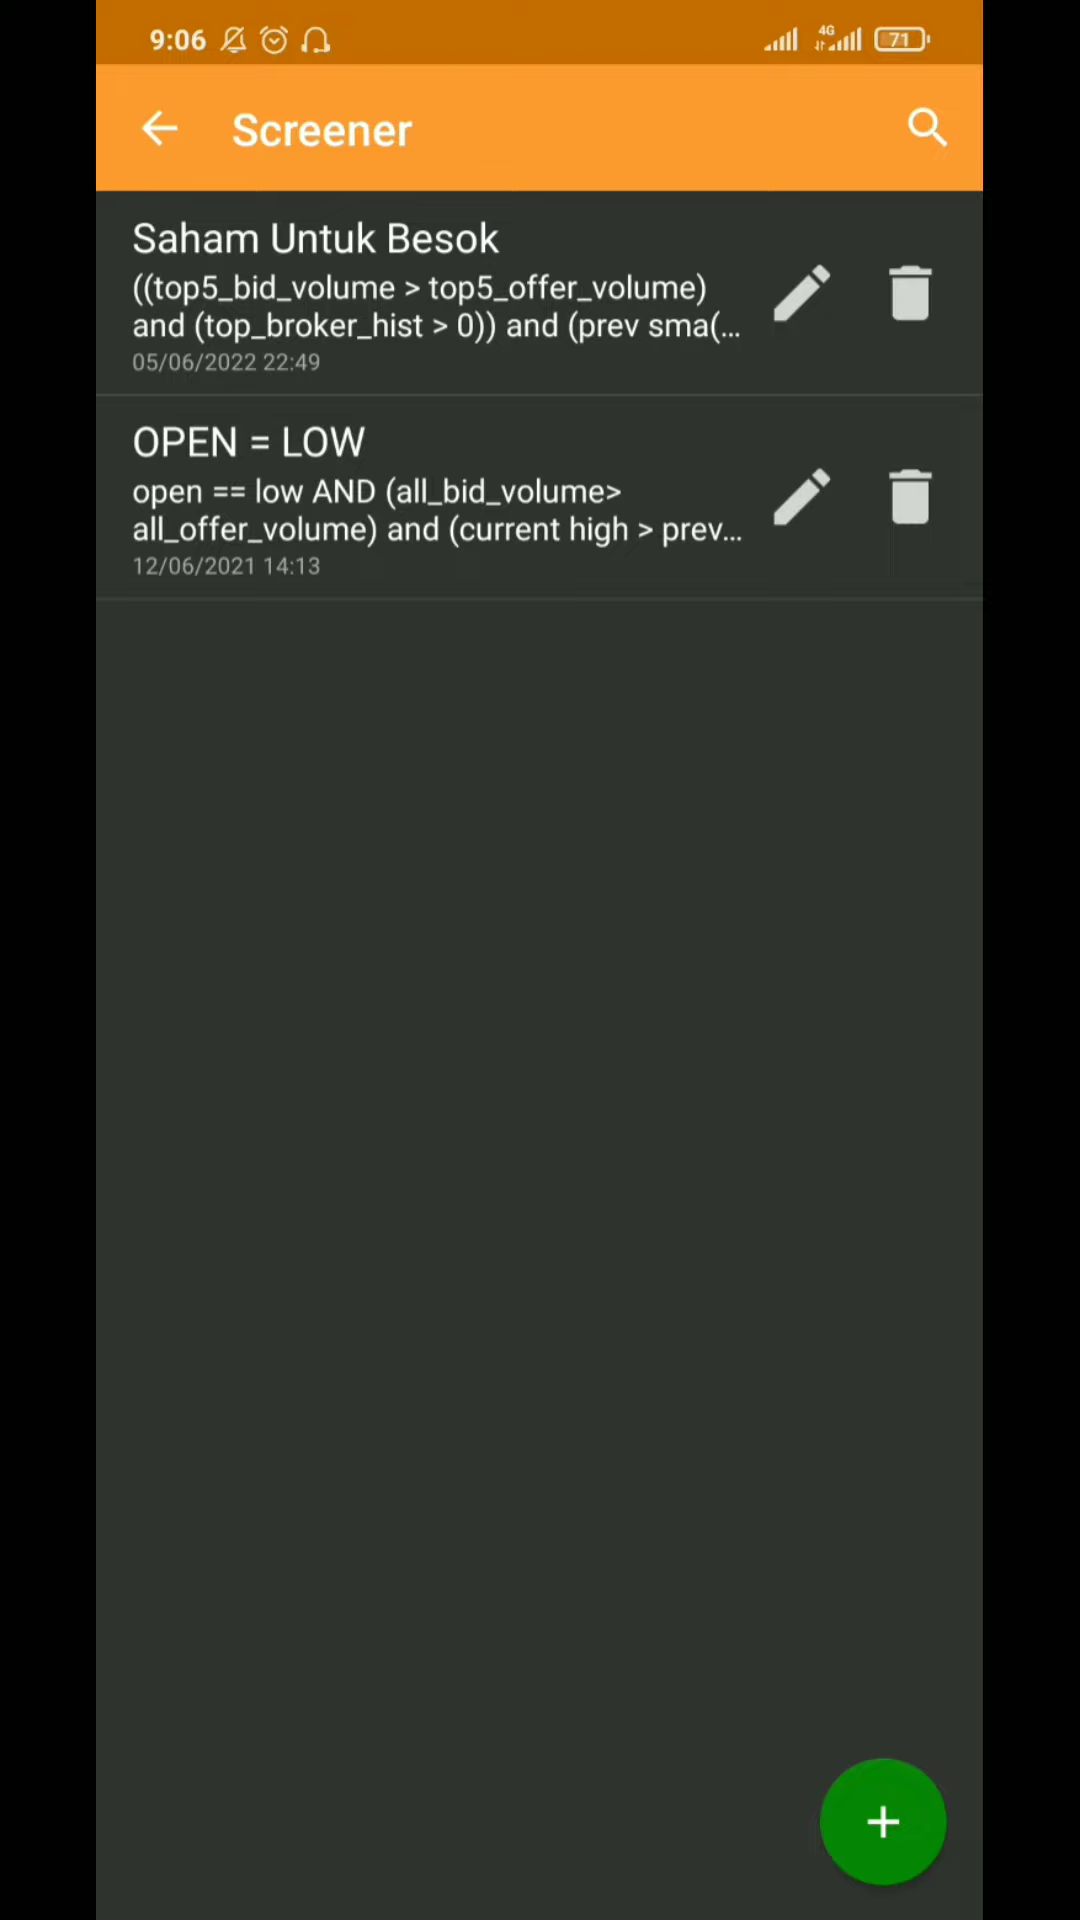 9:06 4G 71
Screener
Saham Untuk Besok
((top5_bid_volume > top5_offer_volume)
and (top_broker_hist > 0)) and (prev sma(...
05/06/2022 22:49
OPEN = LOW
open == low AND (all_bid_volume>
all_offer_volume) and (current high > prev...
12/06/2021 14:13
+